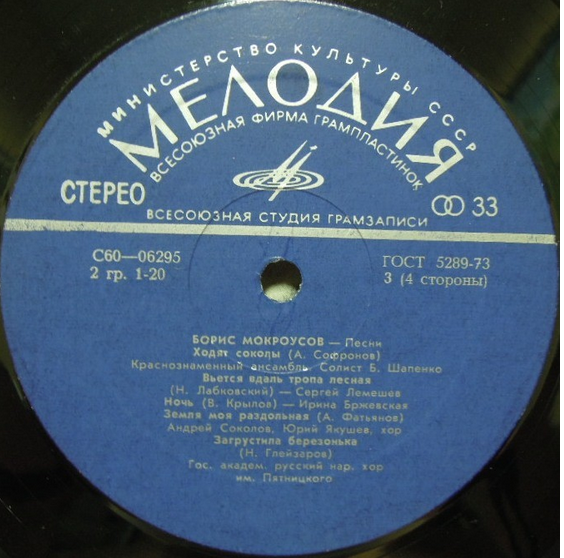 МИНИСТЕРСТВО КУЛЬТУРЫ СССР
МЕЛОДИЯ
ВСЕСОЮЗНАЯ ФИРМА ГРАМПЛАСТИНОК
СТЕРЕО
33
ВСЕСОЮЗНАЯ СТУДИЯ ГРАМЗАПИСИ
С60—06295
2 гр. 1-20
ГОСТ 5289-73
3 (4 стороны)
БОРИС МОКРОУСОВ — Песни
Ходят соколы (А. Софронов)
Краснознаменный ансамбль. Солист Б. Шапенко
Вьется вдаль тропа лесная
(Н. Лабковский) — Сергей Лемешев
Ночь (В. Крылов) — Ирина Бржевская
Земля моя раздольная (А. Фатьянов)
Андрей Соколов, Юрий Якушев, хор
Загрустила березонька
(Н. Глейзаров)
Гос. академ. русский нар. хор
им. Пятницкого